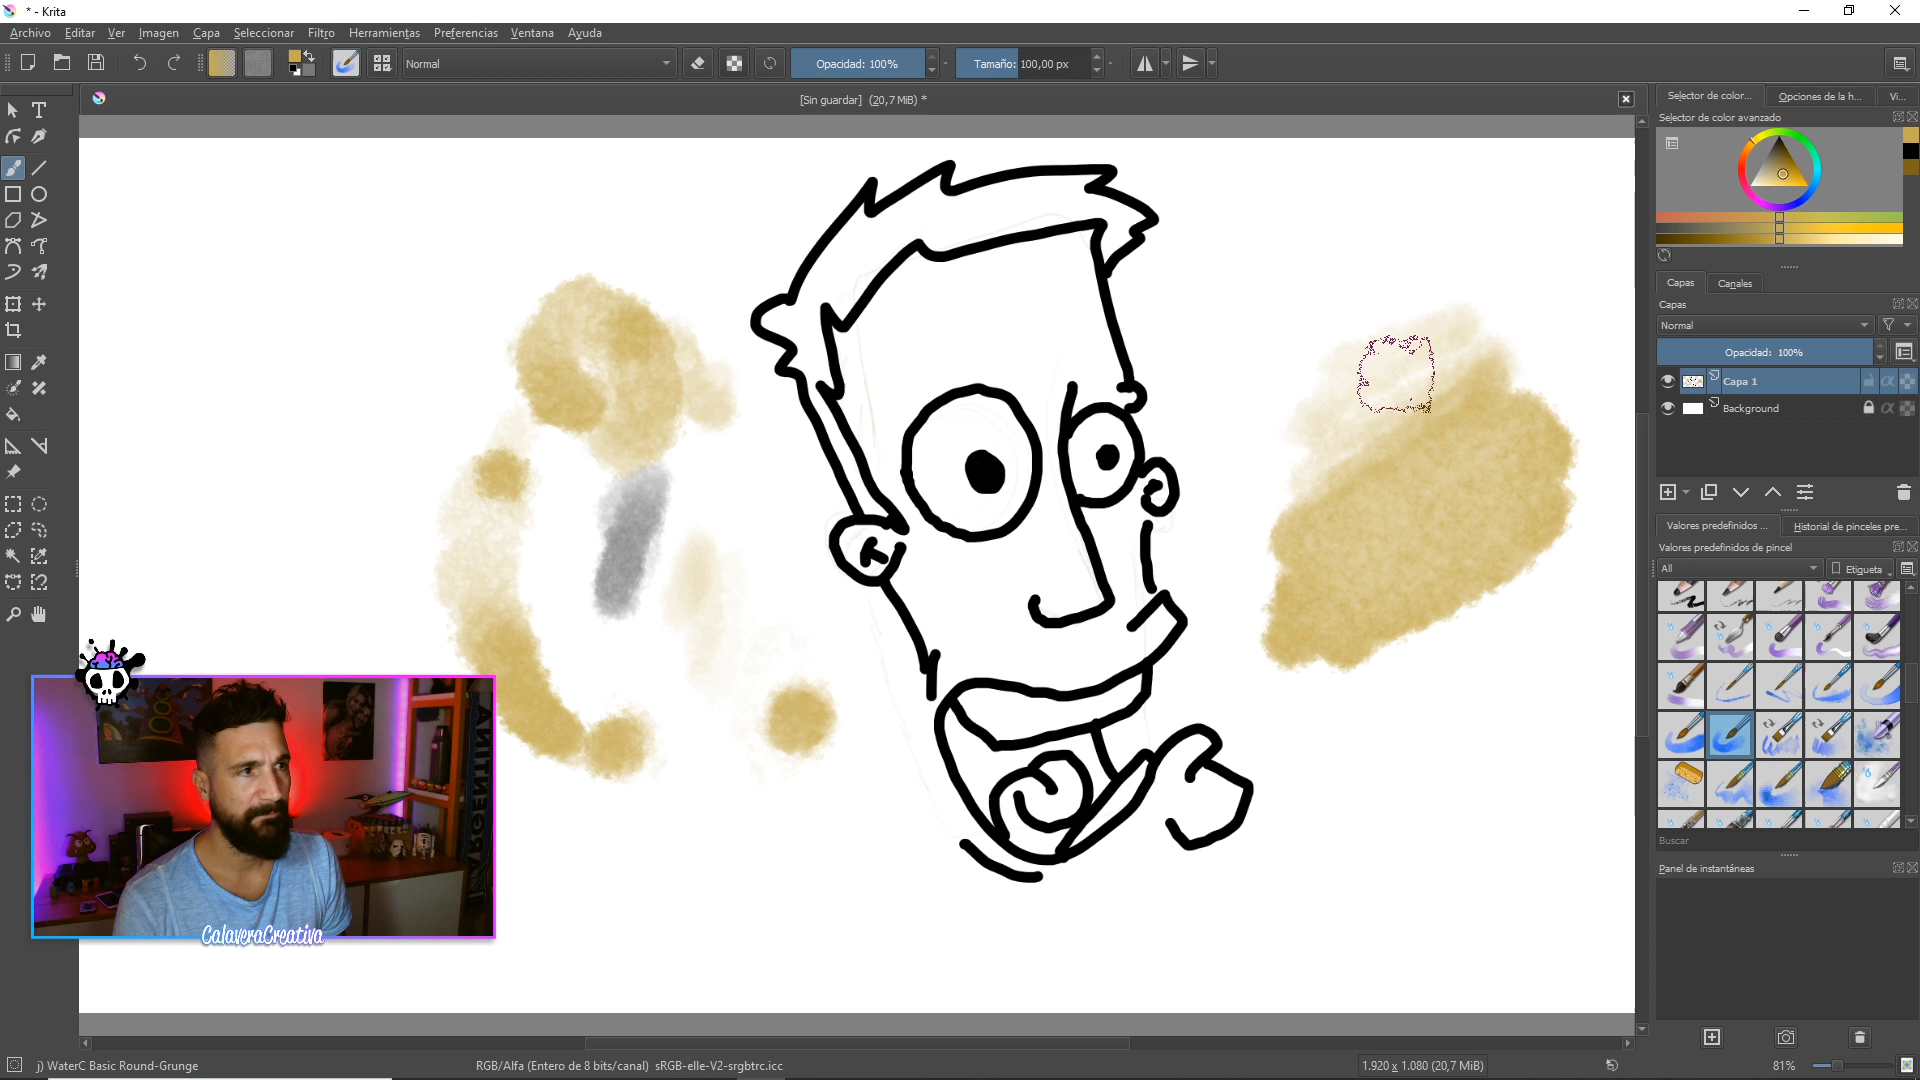 * - Krita
Archivo Editar Ver Imagen Capa Seleccionar Filtro Herramientas Preferencias Ventana Ayuda
Normal
Opacidad: 100%
Tamaño: 100,00 px
[Sin guardar] (20,7 MiB) *
Selector de color...
Opciones de la h...
Vi...
Selector de color avanzado
Capas
Canales
Capas
Normal
Opacidad: 100%
Capa 1
Background
Valores predefinidos ...
Historial de pinceles pre...
Valores predefinidos de pincel
All
Etiqueta
Buscar
Panel de instantáneas
ARGENTINA
CalaveraCreativa
j) WaterC Basic Round-Grunge
RGB/Alfa (Entero de 8 bits/canal) sRGB-elle-V2-srgbtrc.icc
1.920 x 1.080 (20,7 MiB)
81%